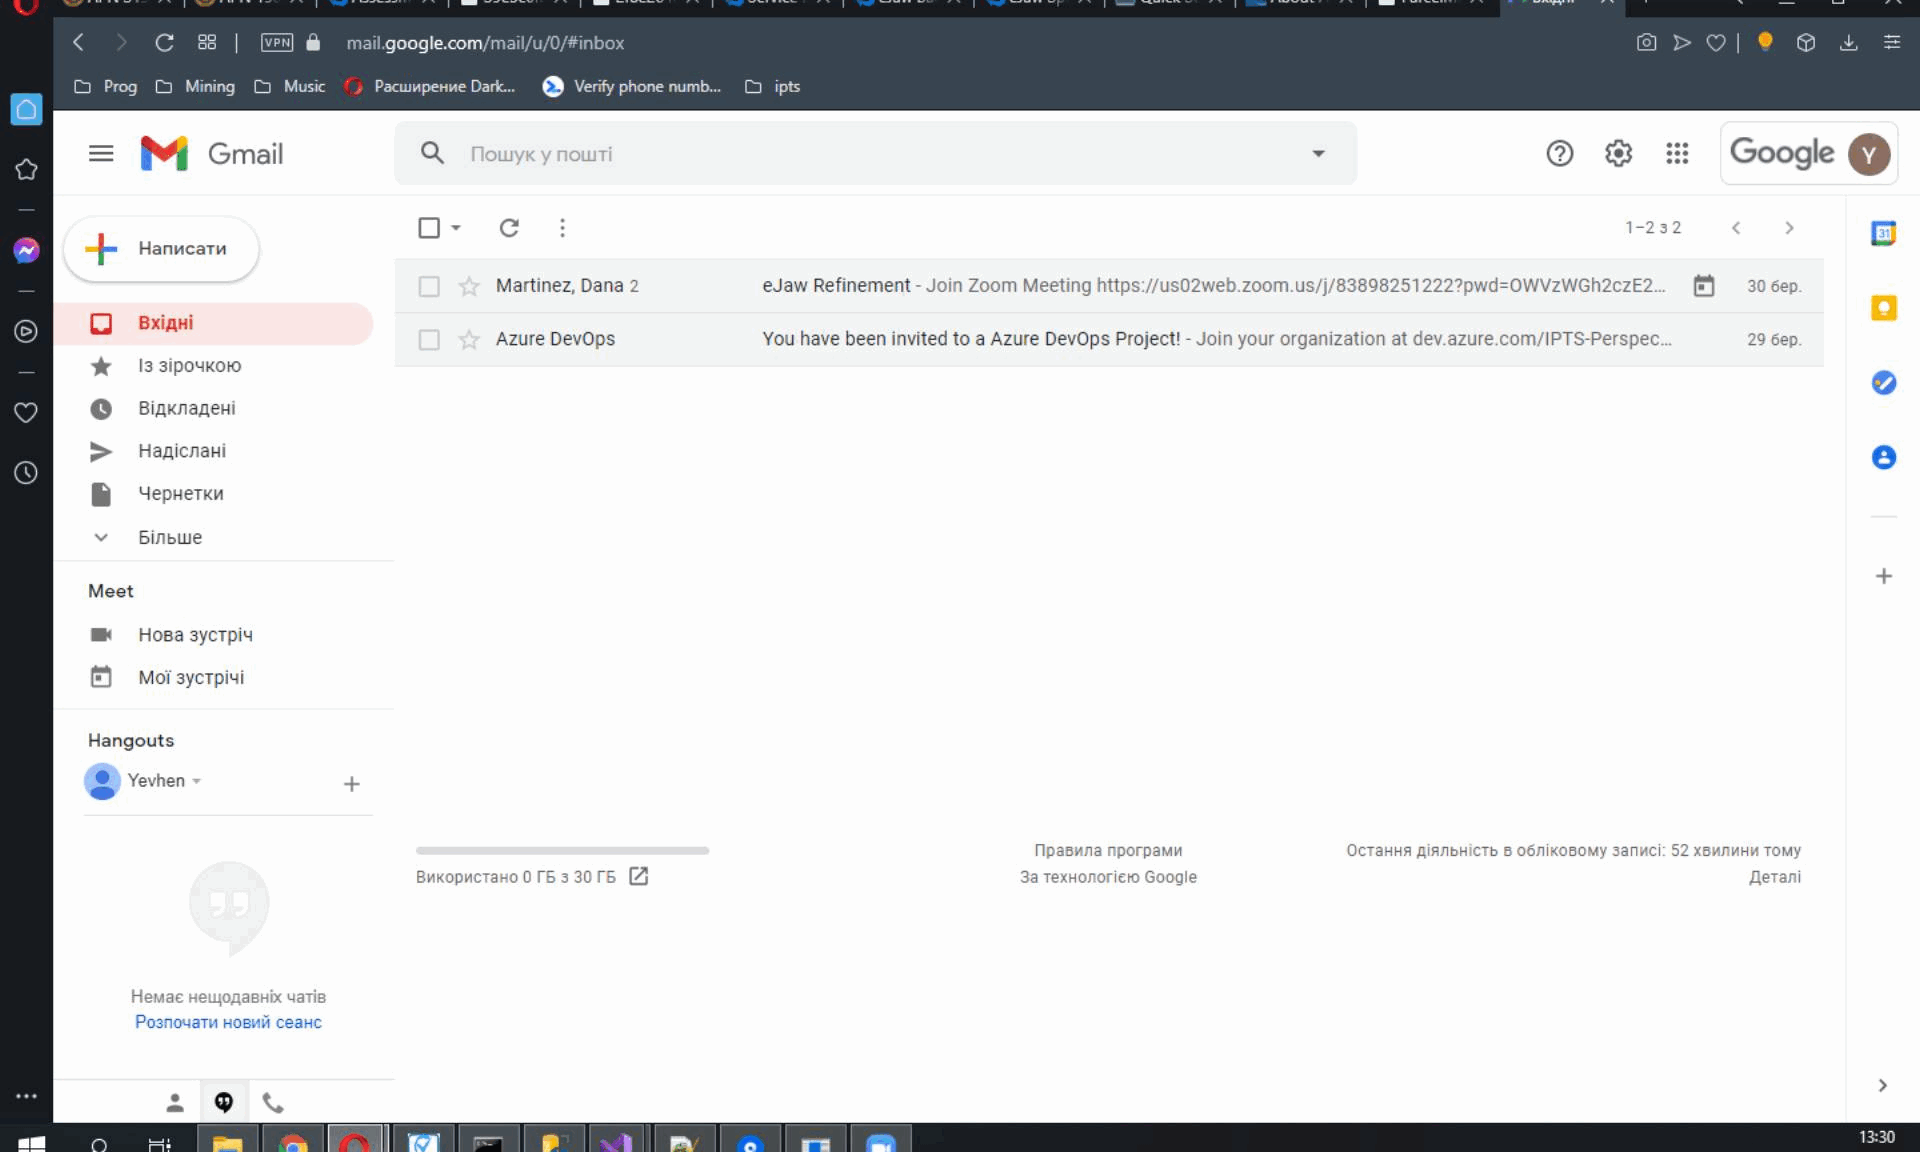 VPN
mail.google.com/mail/u/0/#inbox
Prog
Mining
Music
Расширение Dark...
Verify phone numb...
ipts
Gmail
Пошук у пошті
Google
Y
Написати
1–2 з 2
31
Martinez, Dana 2
eJaw Refinement - Join Zoom Meeting https://us02web.zoom.us/j/83898251222?pwd=OWVzWGh2czE2...
30 бер.
Azure DevOps
You have been invited to a Azure DevOps Project! - Join your organization at dev.azure.com/IPTS-Perspec...
29 бер.
Вхідні
Із зірочкою
Відкладені
Надіслані
Чернетки
Більше
Meet
Нова зустріч
Мої зустрічі
Hangouts
Yevhen
Використано 0 ГБ з 30 ГБ
Правила програми
За технологією Google
Остання діяльність в обліковому записі: 52 хвилини тому
Деталі
Немає нещодавніх чатів
Розпочати новий сеанс
13:30